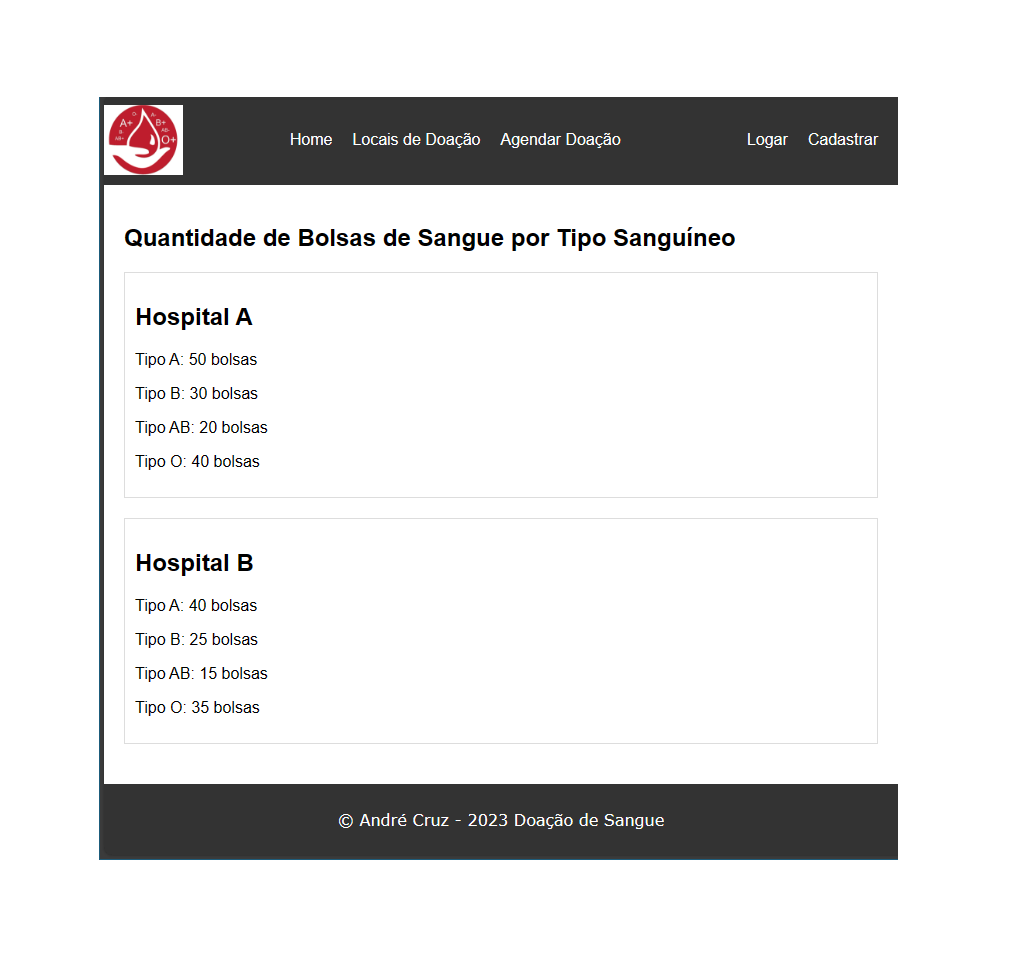 A+ O- A- B+ AB- O+ B- AB+
Home Locais de Doação Agendar Doação Logar Cadastrar
Quantidade de Bolsas de Sangue por Tipo Sanguíneo
Hospital A
Tipo A: 50 bolsas
Tipo B: 30 bolsas
Tipo AB: 20 bolsas
Tipo O: 40 bolsas
Hospital B
Tipo A: 40 bolsas
Tipo B: 25 bolsas
Tipo AB: 15 bolsas
Tipo O: 35 bolsas
© André Cruz - 2023 Doação de Sangue